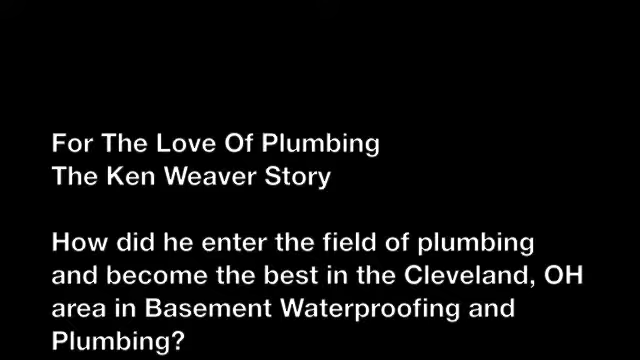 For The Love Of Plumbing
The Ken Weaver Story
How did he enter the field of plumbing
and become the best in the Cleveland, OH
area in Basement Waterproofing and
Plumbing?